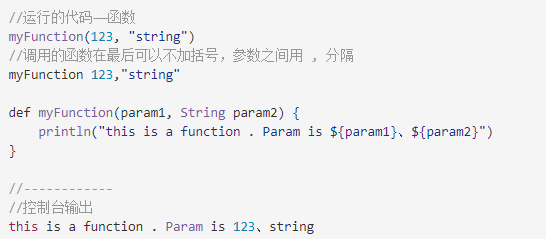 //运行的代码—函数
myFunction(123, "string")
//调用的函数在最后可以不加括号，参数之间用 , 分隔
myFunction 123,"string"
def myFunction(param1, String param2) {
    println("this is a function . Param is ${param1}、${param2}")
}
//------------
//控制台输出
this is a function . Param is 123、string